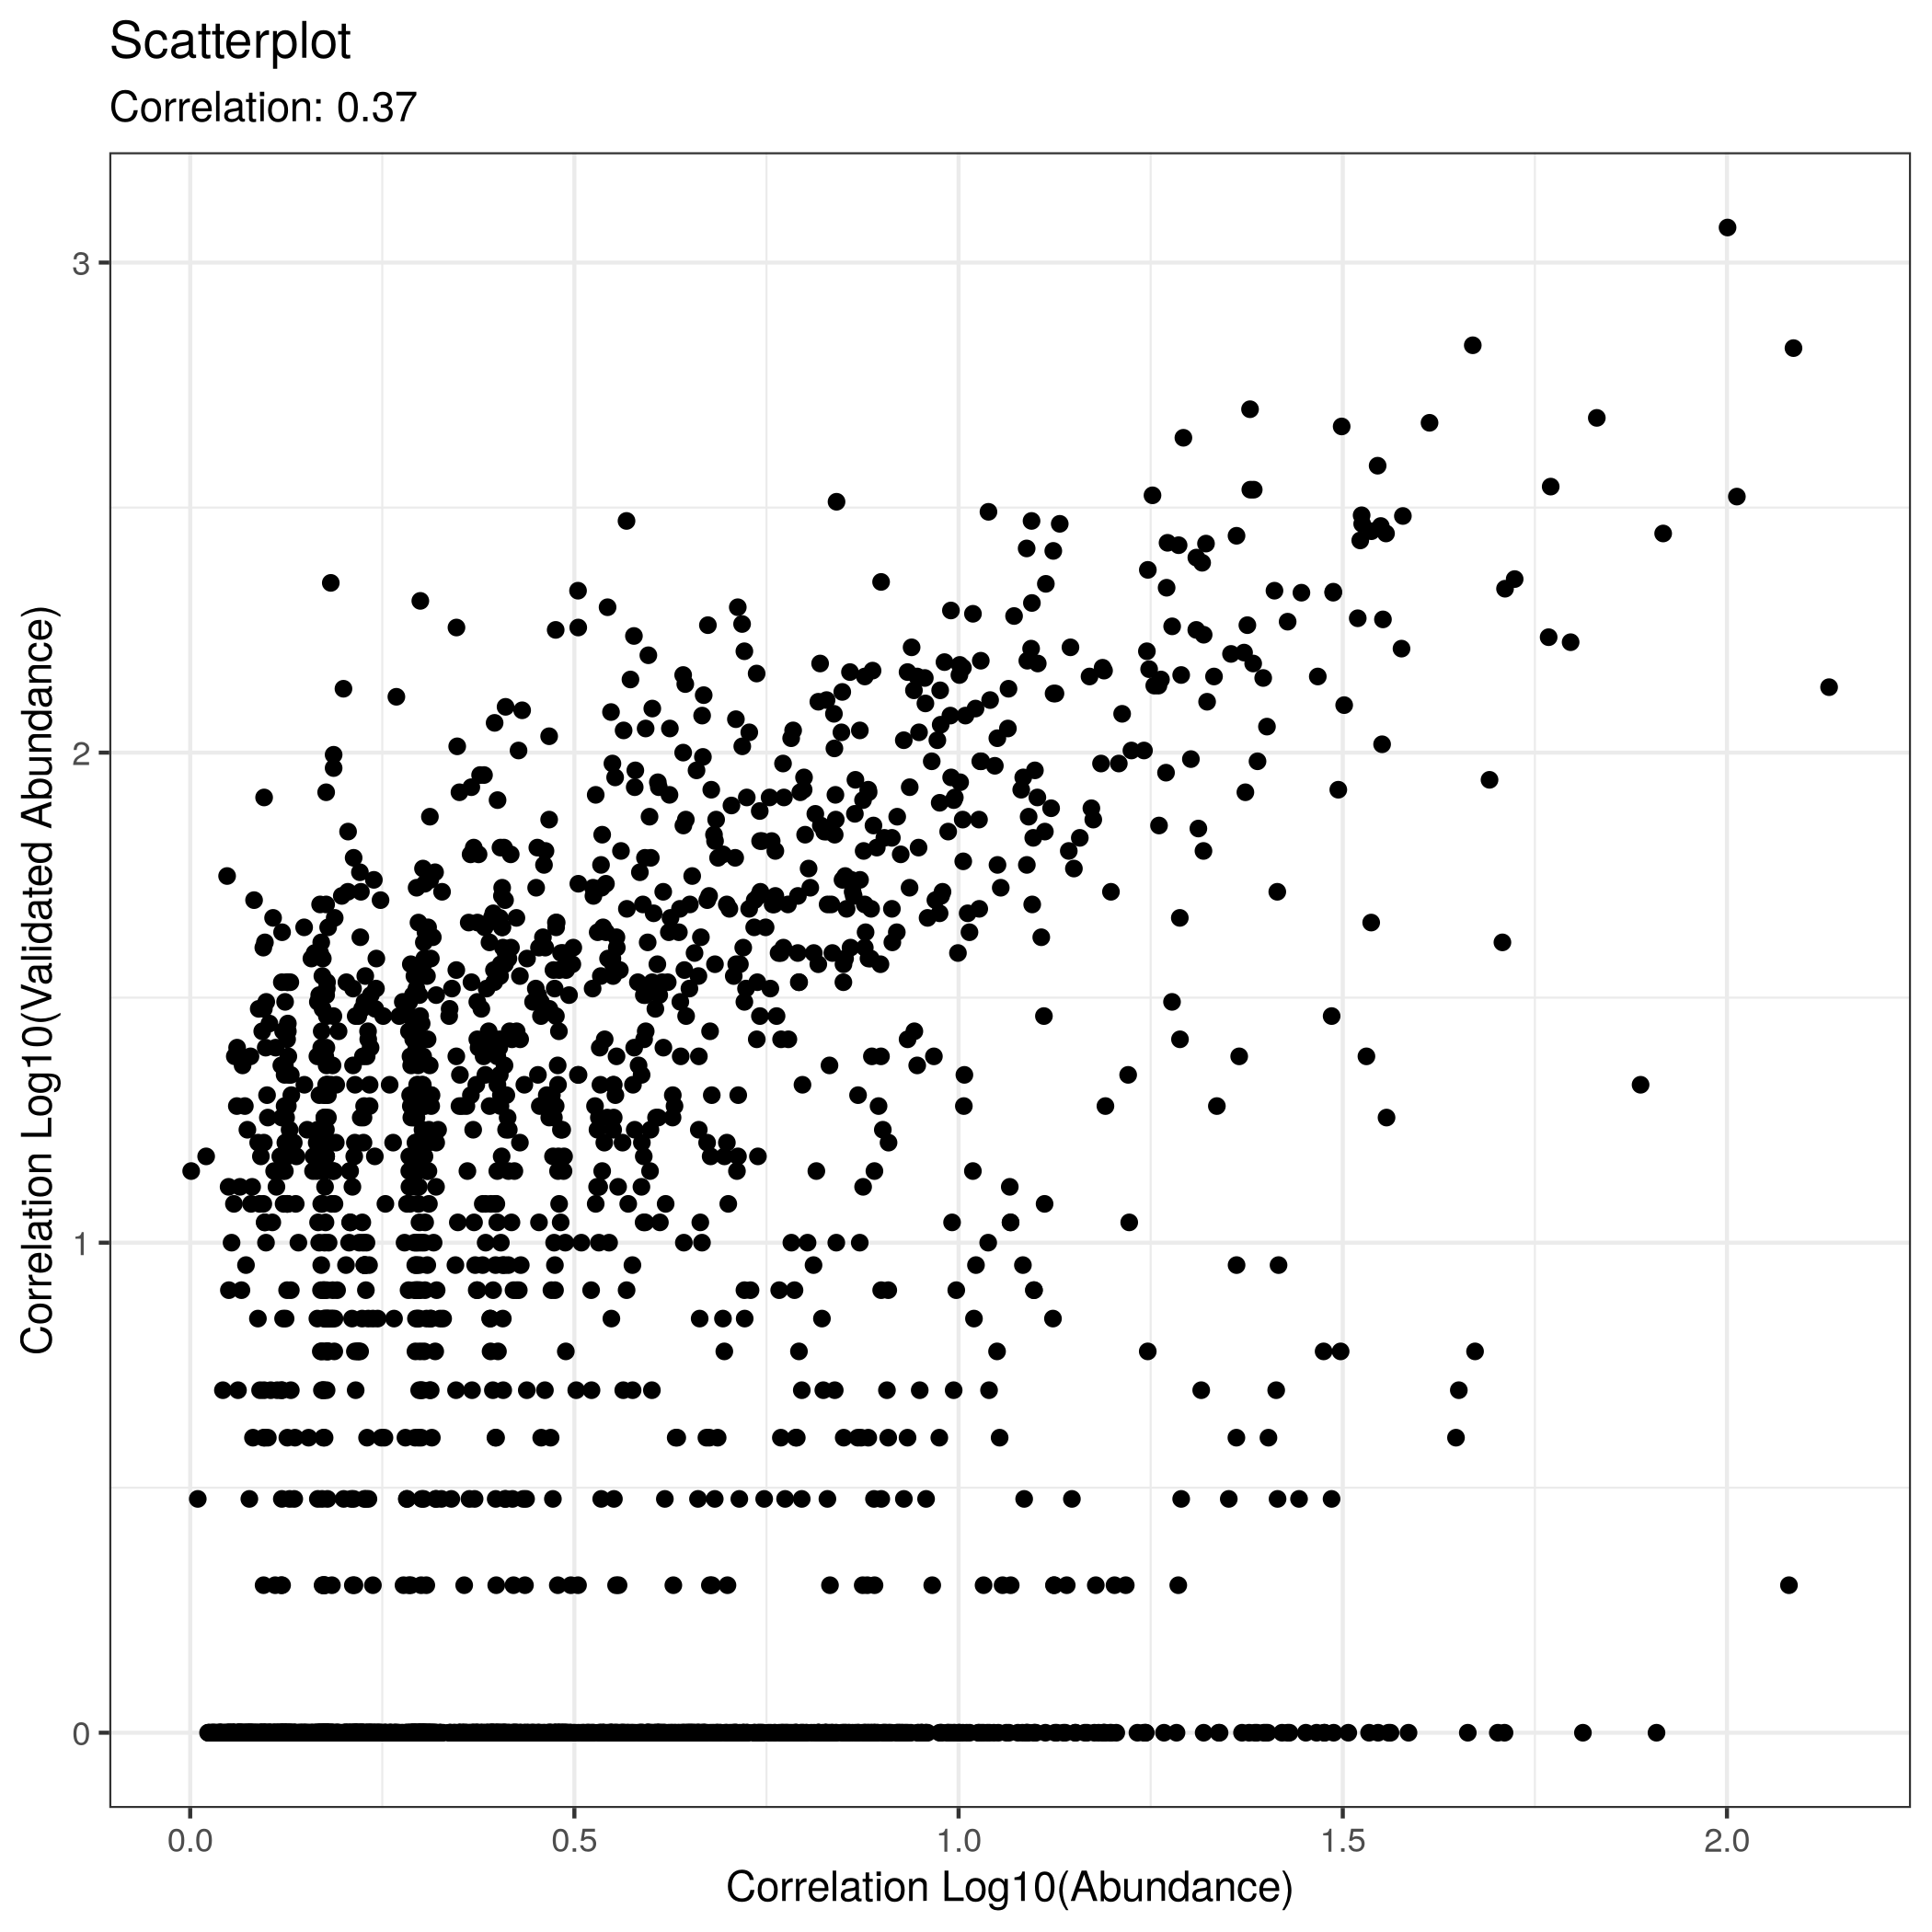 Scatterplot
Correlation: 0.37
Correlation Log10(Validated Abundance)
3
2
1
0
0.0 0.5 1.0 1.5 2.0
Correlation Log10(Abundance)